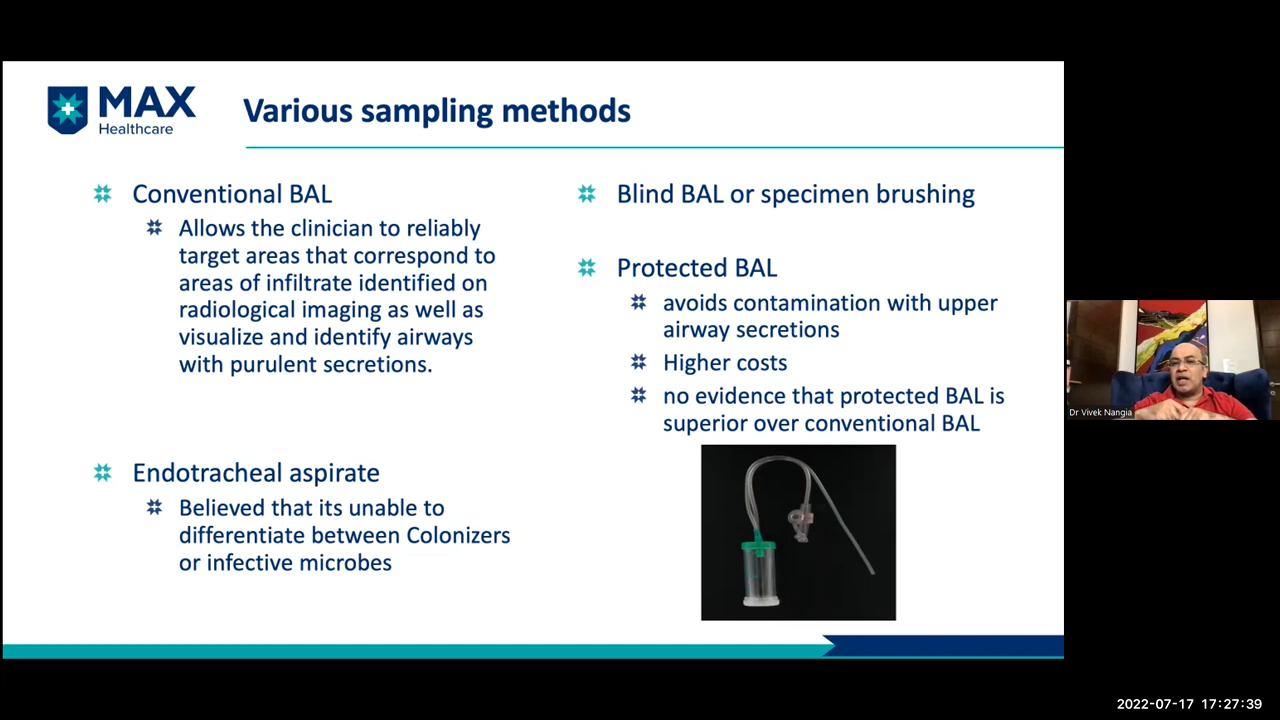 MAX
Healthcare
Various sampling methods
Conventional BAL
Allows the clinician to reliably
target areas that correspond to
areas of infiltrate identified on
radiological imaging as well as
visualize and identify airways
with purulent secretions.
Endotracheal aspirate
Believed that its unable to
differentiate between Colonizers
or infective microbes
Blind BAL or specimen brushing
Protected BAL
avoids contamination with upper
airway secretions
Higher costs
no evidence that protected BAL is
superior over conventional BAL
Dr Vivek Nangia
2022-07-17 17:27:39